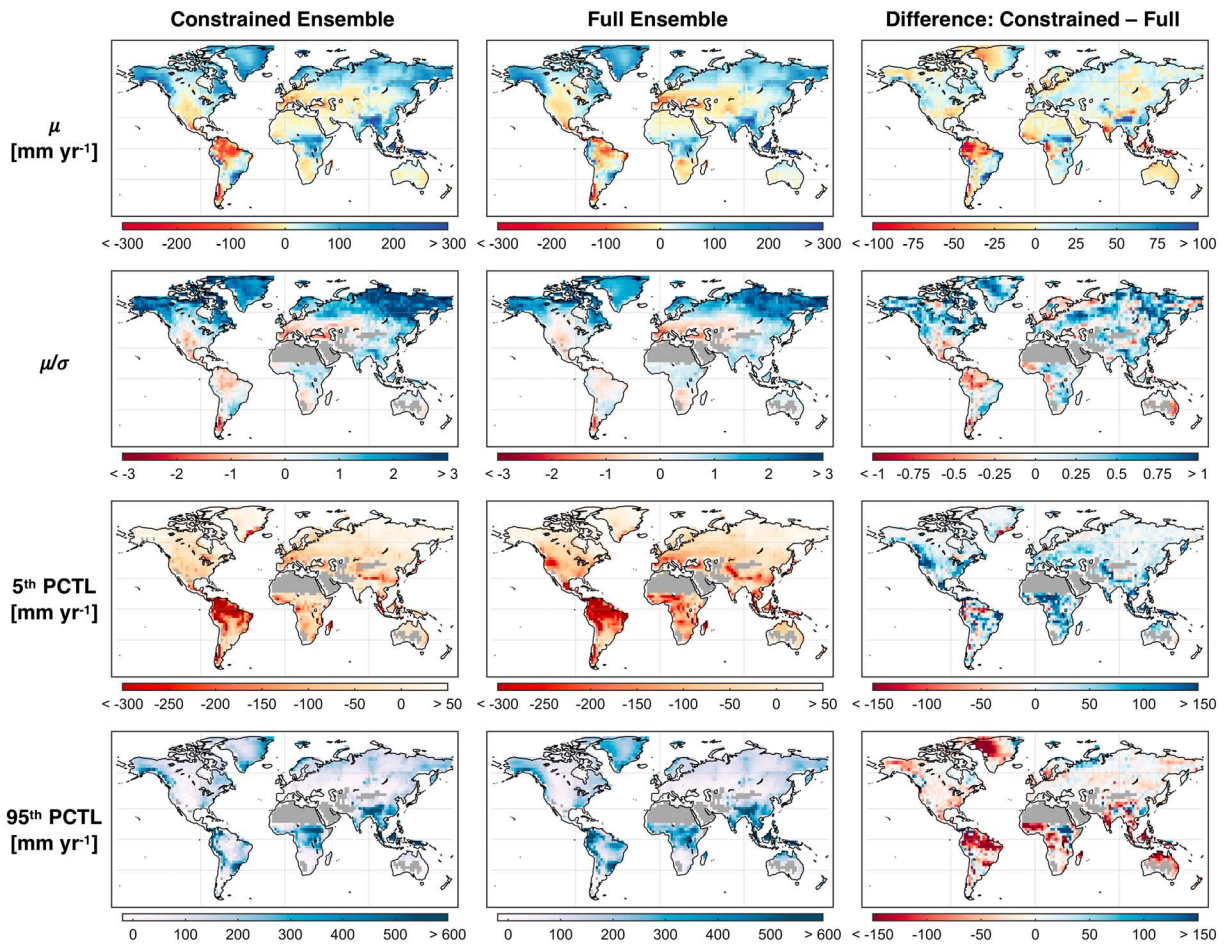 Constrained Ensemble Full Ensemble Difference: Constrained – Full
μ
[mm yr-1]
< -300 -200 -100 0 100 200 > 300 < -300 -200 -100 0 100 200 > 300 < -100 -75 -50 -25 0 25 50 75 > 100
μ/σ
< -3 -2 -1 0 1 2 > 3 < -3 -2 -1 0 1 2 > 3 < -1 -0.75 -0.5 -0.25 0 0.25 0.5 0.75 > 1
5th PCTL
[mm yr-1]
< -300 -250 -200 -150 -100 -50 0 > 50 < -300 -250 -200 -150 -100 -50 0 > 50 < -150 -100 -50 0 50 100 > 150
95th PCTL
[mm yr-1]
0 100 200 300 400 500 > 600 0 100 200 300 400 500 > 600 < -150 -100 -50 0 50 100 > 150